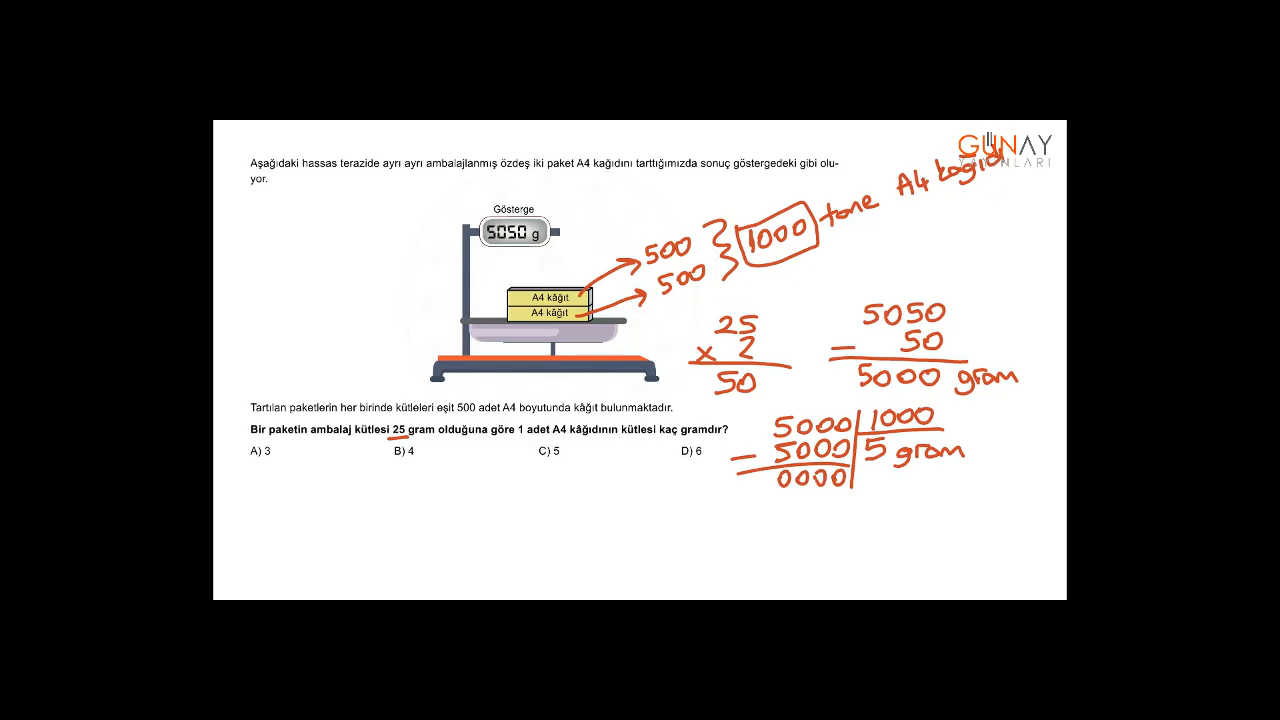 GÜNAY
YAYINLARI
Aşağıdaki hassas terazide ayrı ayrı ambalajlanmış özdeş iki paket A4 kağıdını tarttığımızda sonuç göstergedeki gibi olu-
yor.
Gösterge
5050 g
A4 kâğıt
A4 kâğıt
500
500
1000 tane A4 kağıdı
25
x 2
50
5050
− 50
5000 gram
Tartılan paketlerin her birinde kütleleri eşit 500 adet A4 boyutunda kâğıt bulunmaktadır.
Bir paketin ambalaj kütlesi 25 gram olduğuna göre 1 adet A4 kâğıdının kütlesi kaç gramdır?
A) 3 B) 4 C) 5 D) 6
5000 | 1000
− 5000 | 5 gram
0000